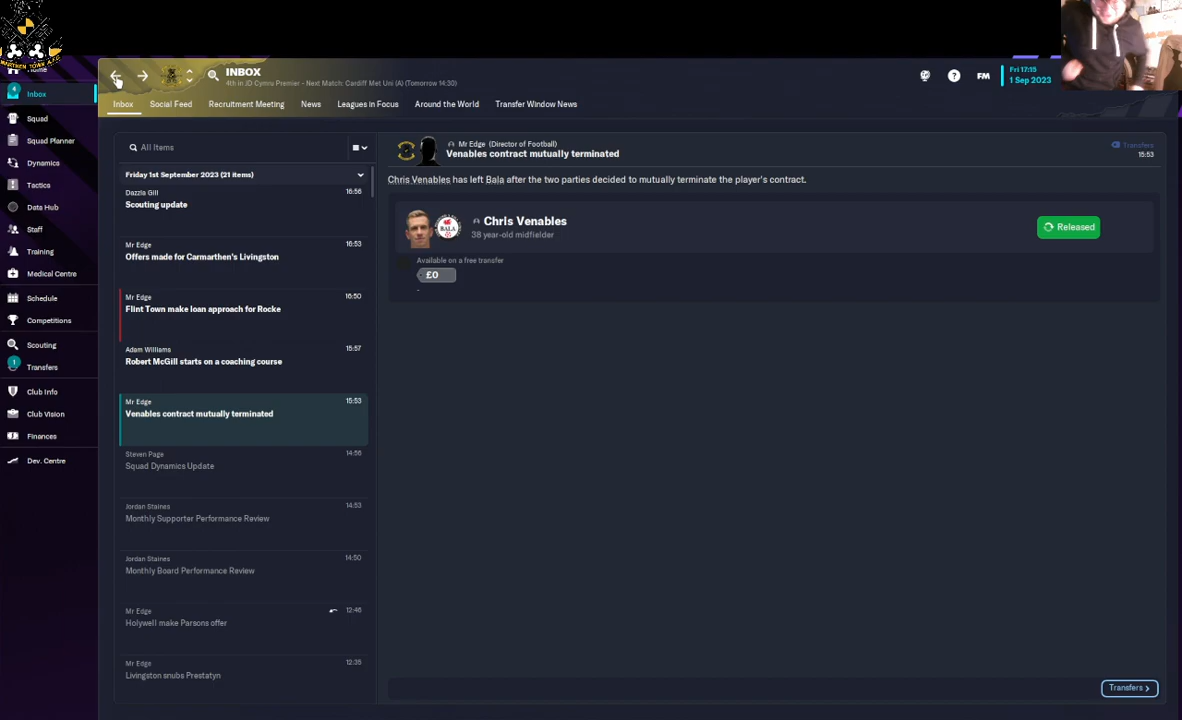 INBOX
4th in JD Cymru Premier - Next Match: Cardiff Met Uni (A) (Tomorrow 14:30)
FM
Fri 17:15
1 Sep 2023
Home
4
Inbox
Squad
Squad Planner
Dynamics
Tactics
Data Hub
Staff
Training
Medical Centre
Schedule
Competitions
Scouting
1
Transfers
Club Info
Club Vision
Finances
Dev. Centre
Inbox Social Feed Recruitment Meeting News Leagues in Focus Around the World Transfer Window News
All Items
Friday 1st September 2023 (21 items)
Dazzla Gill 16:56
Scouting update
Mr Edge 16:53
Offers made for Carmarthen's Livingston
Mr Edge 16:50
Flint Town make loan approach for Rocke
Adam Williams 15:57
Robert McGill starts on a coaching course
Mr Edge 15:53
Venables contract mutually terminated
Steven Page 14:56
Squad Dynamics Update
Jordan Staines 14:53
Monthly Supporter Performance Review
Jordan Staines 14:50
Monthly Board Performance Review
Mr Edge 12:46
Holywell make Parsons offer
Mr Edge 12:35
Livingston snubs Prestatyn
Mr Edge (Director of Football)
Venables contract mutually terminated
Transfers
15:53
Chris Venables has left Bala after the two parties decided to mutually terminate the player's contract.
BALA
Chris Venables
38 year-old midfielder
Released
Available on a free transfer
£0
-
Transfers